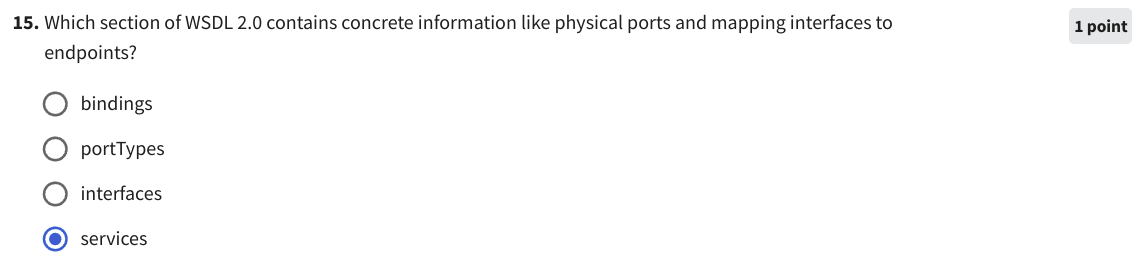 15. Which section of WSDL 2.0 contains concrete information like physical ports and mapping interfaces to
1 point
endpoints?
bindings
portTypes
interfaces
services